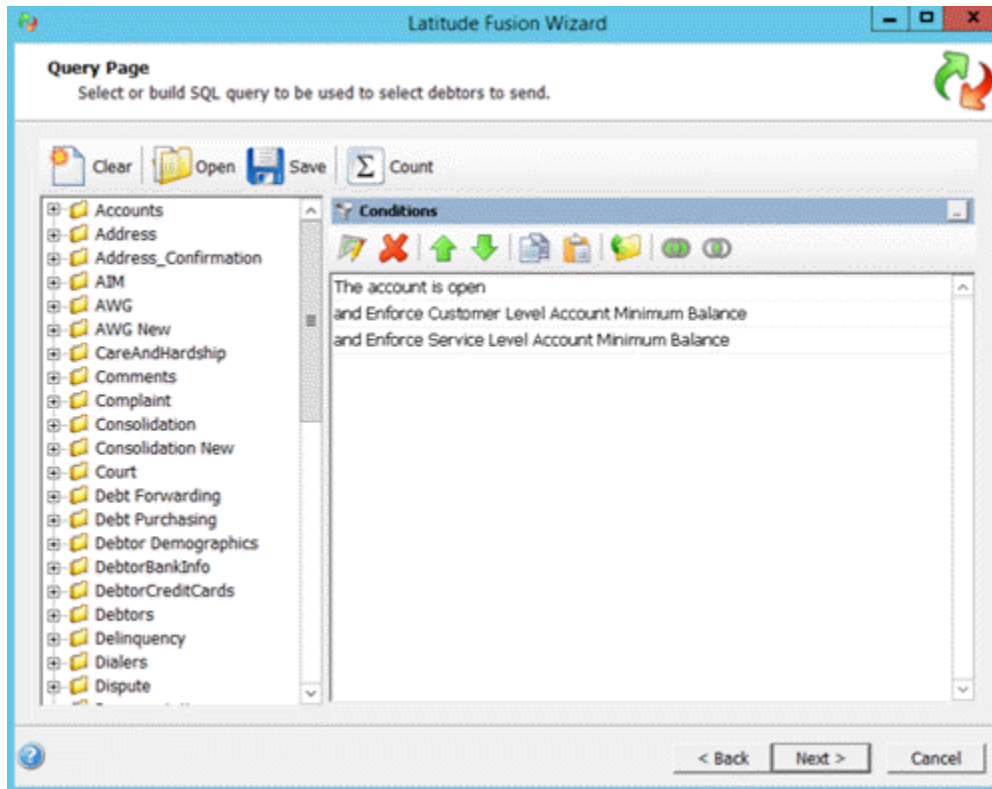 Latitude Fusion Wizard
Query Page
Select or build SQL query to be used to select debtors to send.
Clear Open Save Σ Count
Accounts
Address
Address_Confirmation
AIM
AWG
AWG New
CareAndHardship
Comments
Complaint
Consolidation
Consolidation New
Court
Debt Forwarding
Debt Purchasing
Debtor Demographics
DebtorBankInfo
DebtorCreditCards
Debtors
Delinquency
Dialers
Dispute
Conditions
The account is open
and Enforce Customer Level Account Minimum Balance
and Enforce Service Level Account Minimum Balance
< Back Next > Cancel